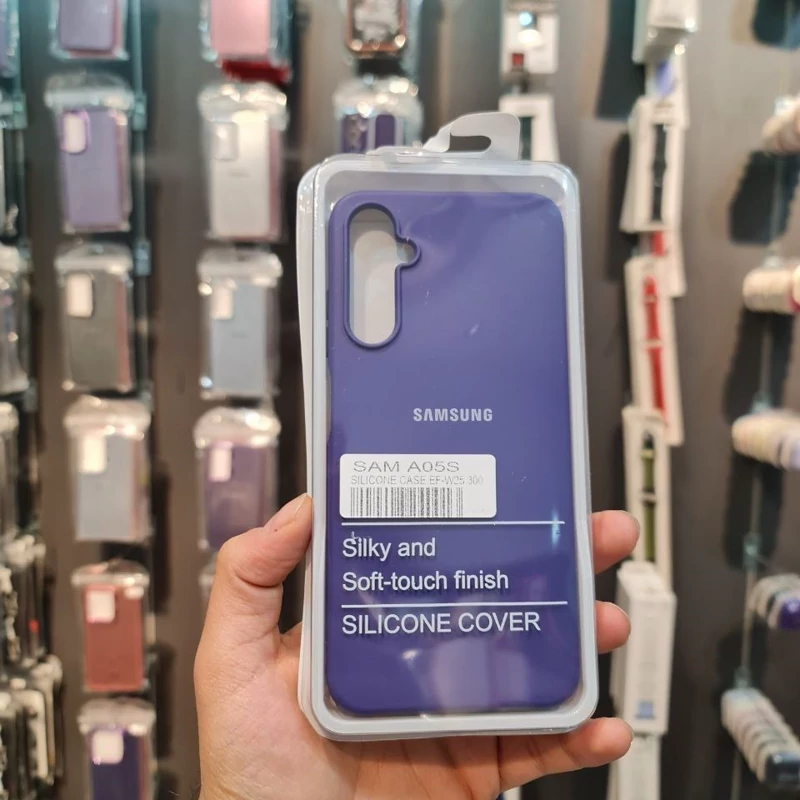 SAMSUNG
SAM A05S
SILICONE CASE EF-W25 300
Silky and
Soft-touch finish
SILICONE COVER